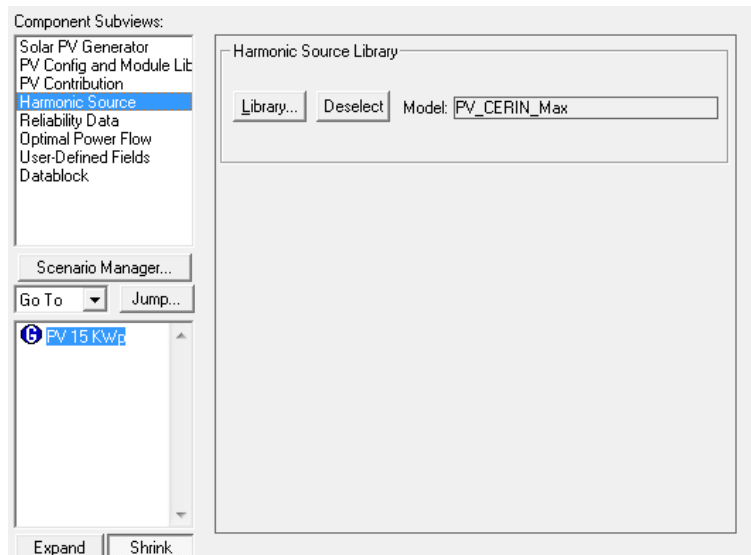 Component Subviews:
Solar PV Generator
PV Config and Module Lib
PV Contribution
Harmonic Source
Reliability Data
Optimal Power Flow
User-Defined Fields
Datablock
Scenario Manager...
Go To
Jump...
PV 15 KWp
Expand
Shrink
Harmonic Source Library
Library...
Deselect
Model: PV_CERIN_Max